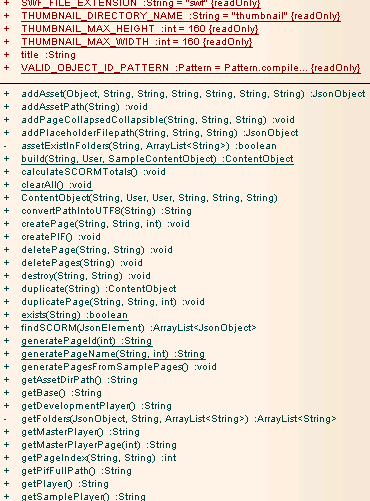 + SWF_FILE_EXTENSION :String = "swf" {readOnly}
+ THUMBNAIL_DIRECTORY_NAME :String = "thumbnail" {readOnly}
+ THUMBNAIL_MAX_HEIGHT :int = 160 {readOnly}
+ THUMBNAIL_MAX_WIDTH :int = 160 {readOnly}
+ title :String
+ VALID_OBJECT_ID_PATTERN :Pattern = Pattern.compile... {readOnly}
+ addAsset(Object, String, String, String, String, String) :JsonObject
+ addAssetPath(String) :void
+ addPageCollapsedCollapsible(String, String, String) :void
+ addPlaceholderFilepath(String, String) :JsonObject
- assetExistInFolders(String, ArrayList<String>) :boolean
+ build(String, User, SampleContentObject) :ContentObject
+ calculateSCORMTotals() :void
+ clearAll() :void
+ ContentObject(String, User, User, String, String, String)
+ convertPathIntoUTF8(String) :String
+ createPage(String, String, int) :void
+ createPIF() :void
+ deletePage(String, String) :void
+ deletePages(String) :void
+ destroy(String, String) :void
+ duplicate(String) :ContentObject
+ duplicatePage(String, String, int) :void
+ exists(String) :boolean
+ findSCORM(JsonElement) :ArrayList<JsonObject>
+ generatePageId(int) :String
+ generatePageName(String, int) :String
+ generatePagesFromSamplePages() :void
+ getAssetDirPath() :String
+ getBase() :String
+ getDevelopmentPlayer() :String
- getFolders(JsonObject, String, ArrayList<String>) :ArrayList<String>
+ getMasterPlayer() :String
+ getMasterPlayerPage(int) :String
+ getPageIndex(String, String) :int
+ getPifFullPath() :String
+ getPlayer() :String
+ getSamplePlayer() :String